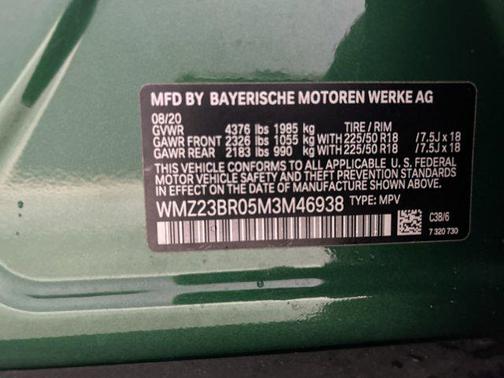 MFD BY BAYERISCHE MOTOREN WERKE AG
08/20
GVWR 4376 lbs 1985 kg TIRE / RIM
GAWR FRONT 2326 lbs 1055 kg WITH 225/50 R18 /7.5J x 18
GAWR REAR 2183 lbs 990 kg WITH 225/50 R18 /7.5J x 18
THIS VEHICLE CONFORMS TO ALL APPLICABLE U. S. FEDERAL
MOTOR VEHICLE SAFETY AND THEFT PREVENTION STANDARDS
IN EFFECT ON THE DATE OF MANUFACTURE SHOWN ABOVE.
WMZ23BR05M3M46938 TYPE: MPV
C3B/6
7 320 730